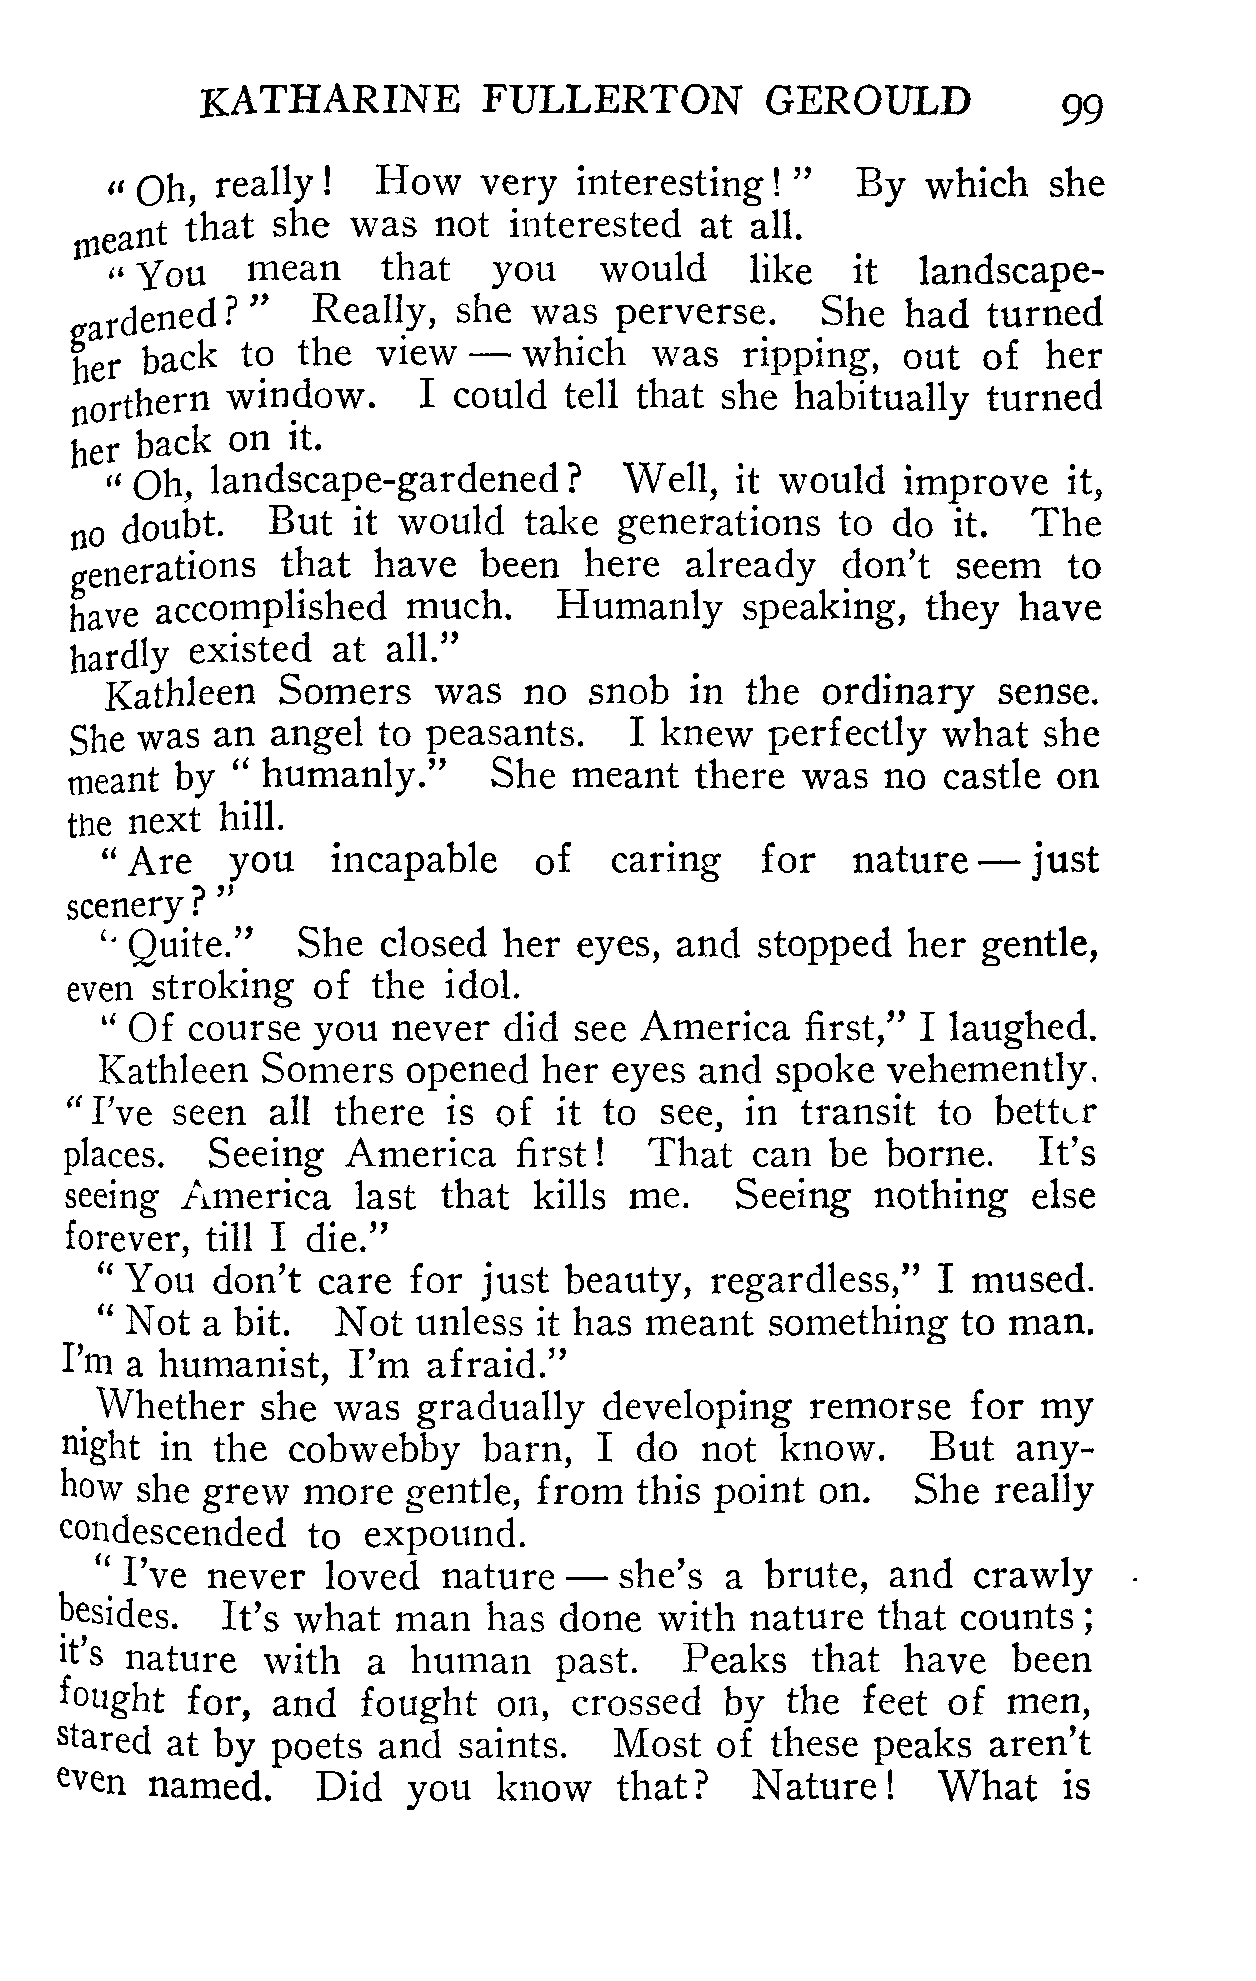 KATHARINE FULLERTON GEROULD 99
" Oh, really! How very interesting! " By which she
meant that she was not interested at all.
" You mean that you would like it landscape-
gardened? " Really, she was perverse. She had turned
her back to the view — which was ripping, out of her
northern window. I could tell that she habitually turned
her back on it.
" Oh, landscape-gardened? Well, it would improve it,
no doubt. But it would take generations to do it. The
generations that have been here already don't seem to
have accomplished much. Humanly speaking, they have
hardly existed at all."
Kathleen Somers was no snob in the ordinary sense.
She was an angel to peasants. I knew perfectly what she
meant by " humanly." She meant there was no castle on
the next hill.
" Are you incapable of caring for nature — just
scenery? "
" Quite." She closed her eyes, and stopped her gentle,
even stroking of the idol.
" Of course you never did see America first," I laughed.
Kathleen Somers opened her eyes and spoke vehemently.
" I've seen all there is of it to see, in transit to better
places. Seeing America first! That can be borne. It's
seeing America last that kills me. Seeing nothing else
forever, till I die."
" You don't care for just beauty, regardless," I mused.
" Not a bit. Not unless it has meant something to man.
I'm a humanist, I'm afraid."
Whether she was gradually developing remorse for my
night in the cobwebby barn, I do not know. But any-
how she grew more gentle, from this point on. She really
condescended to expound.
" I've never loved nature — she's a brute, and crawly
besides. It's what man has done with nature that counts;
it's nature with a human past. Peaks that have been
fought for, and fought on, crossed by the feet of men,
stared at by poets and saints. Most of these peaks aren't
even named. Did you know that? Nature! What is